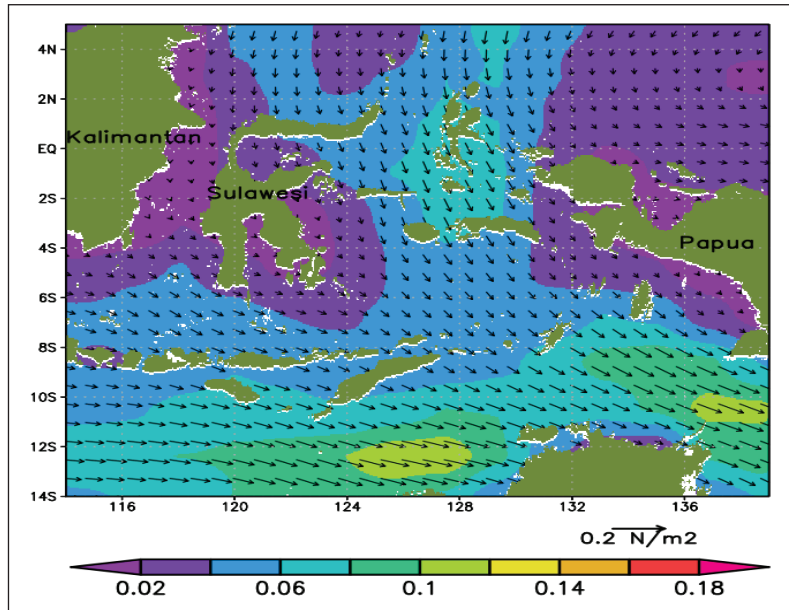 4N
2N
EQ
2S
4S
6S
8S
10S
12S
14S
Kalimantan
Sulawesi
Papua
116 120 124 128 132 136
0.2 N/m2
0.02 0.06 0.1 0.14 0.18